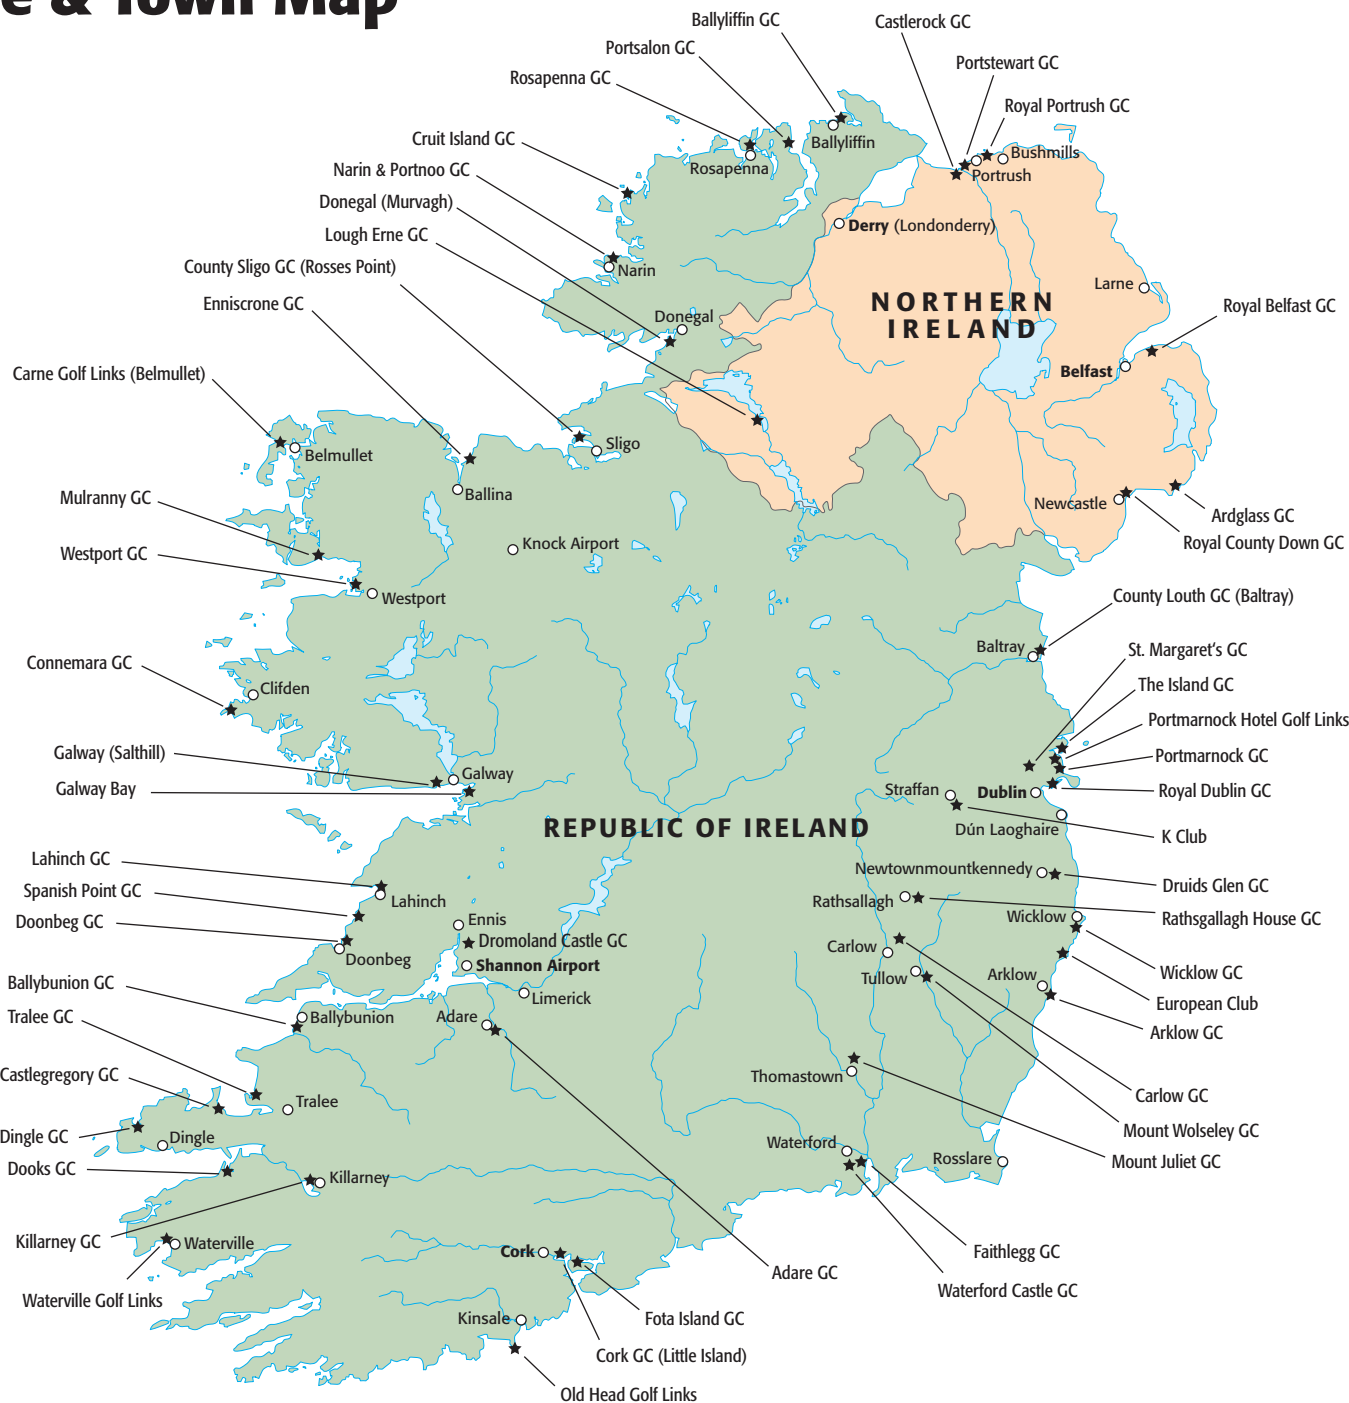 e & Town Map
Ballyliffin GC
Castlerock GC
Portsalon GC
Portstewart GC
Rosapenna GC
Royal Portrush GC
Cruit Island GC
Ballyliffin
Bushmills
Narin & Portnoo GC
Rosapenna
Portrush
Donegal (Murvagh)
Derry (Londonderry)
Lough Erne GC
County Sligo GC (Rosses Point)
Narin
Larne
Enniscrone GC
NORTHERN
IRELAND
Royal Belfast GC
Donegal
Carne Golf Links (Belmullet)
Belfast
Sligo
Belmullet
Mulranny GC
Ballina
Newcastle
Ardglass GC
Westport GC
Knock Airport
Royal County Down GC
Westport
County Louth GC (Baltray)
Baltray
St. Margaret's GC
Connemara GC
Clifden
The Island GC
Portmarnock Hotel Golf Links
Galway (Salthill)
Galway
Portmarnock GC
Galway Bay
Straffan
Dublin
Royal Dublin GC
REPUBLIC OF IRELAND
Dún Laoghaire
K Club
Lahinch GC
Newtownmountkennedy
Druids Glen GC
Spanish Point GC
Lahinch
Rathsallagh
Rathsgallagh House GC
Doonbeg GC
Ennis
Wicklow
Dromoland Castle GC
Carlow
Doonbeg
Shannon Airport
Wicklow GC
Ballybunion GC
Tullow
Arklow
Limerick
European Club
Tralee GC
Ballybunion
Adare
Arklow GC
Castlegregory GC
Thomastown
Carlow GC
Tralee
Dingle GC
Dingle
Mount Wolseley GC
Waterford
Dooks GC
Rosslare
Mount Juliet GC
Killarney
Killarney GC
Waterville
Cork
Faithlegg GC
Adare GC
Waterford Castle GC
Waterville Golf Links
Kinsale
Fota Island GC
Cork GC (Little Island)
Old Head Golf Links